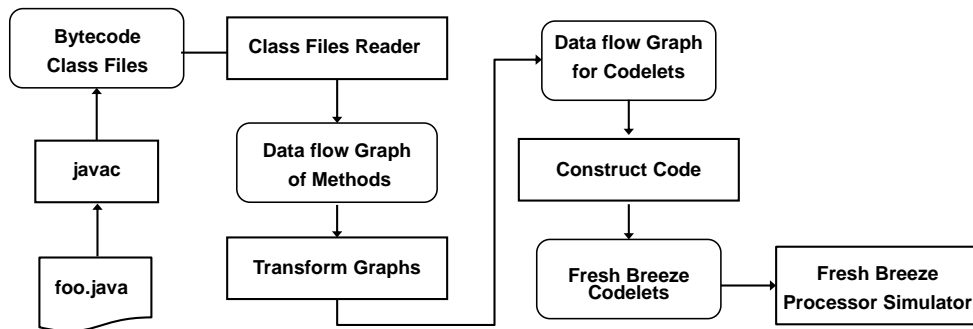 Bytecode
Class Files
Class Files Reader
Data flow Graph
for Codelets
javac
Data flow Graph
of Methods
Construct Code
foo.java
Transform Graphs
Fresh Breeze
Codelets
Fresh Breeze
Processor Simulator